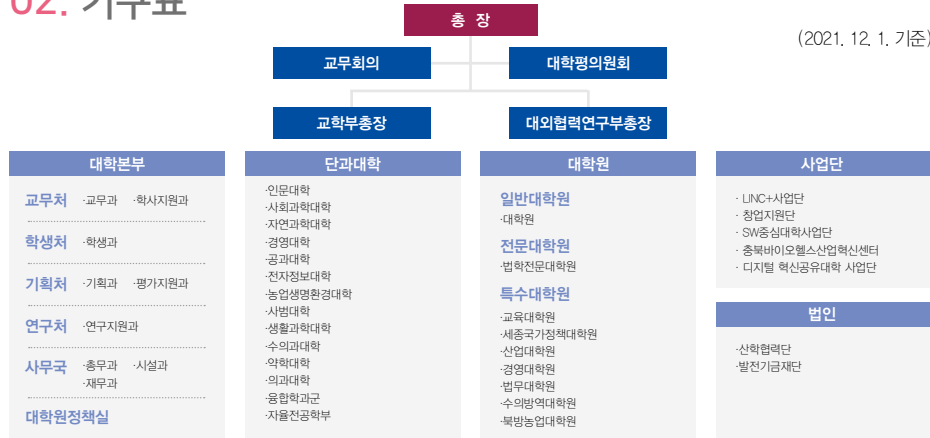 02. 기구표
(2021. 12. 1. 기준)
총 장
교무회의
대학평의원회
교학부총장
대외협력연구부총장
대학본부
교무처 ·교무과 ·학사지원과
학생처 ·학생과
기획처 ·기획과 ·평가지원과
연구처 ·연구지원과
사무국 ·총무과 ·시설과
·재무과
대학원정책실
단과대학
·인문대학
·사회과학대학
·자연과학대학
·경영대학
·공과대학
·전자정보대학
·농업생명환경대학
·사범대학
·생활과학대학
·수의과대학
·약학대학
·의과대학
·융합학과군
·자율전공학부
대학원
일반대학원
·대학원
전문대학원
·법학전문대학원
특수대학원
·교육대학원
·세종국가정책대학원
·산업대학원
·경영대학원
·법무대학원
·수의방역대학원
·북방농업대학원
사업단
· LINC+사업단
· 창업지원단
· SW중심대학사업단
· 충북바이오헬스산업혁신센터
· 디지털 혁신공유대학 사업단
법인
·산학협력단
·발전기금재단